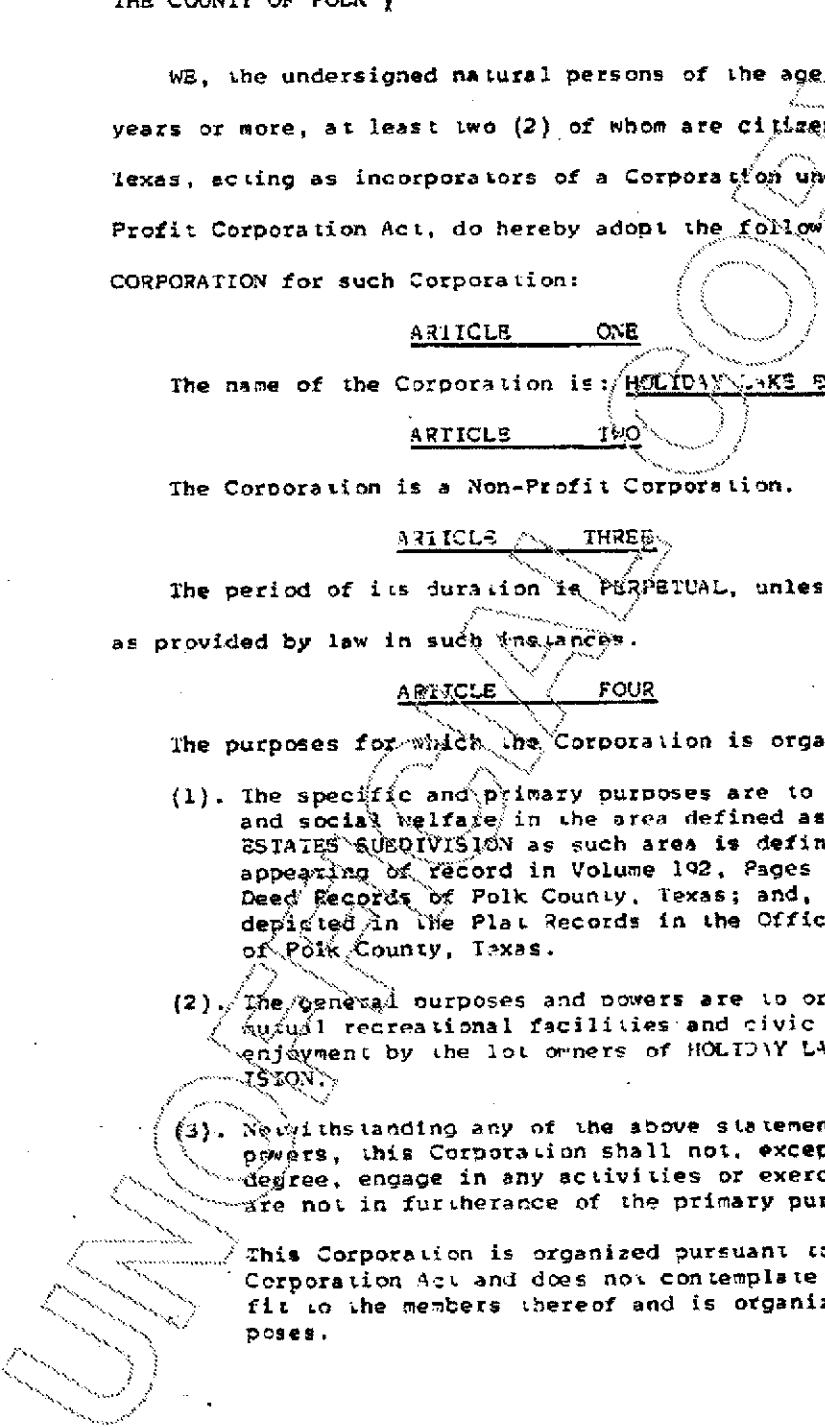 THE COUNTY OF POLK
WE, the undersigned natural persons of the age
years or more, at least two (2) of whom are citizen
Texas, acting as incorporators of a Corporation un
Profit Corporation Act, do hereby adopt the follow
CORPORATION for such Corporation:
ARTICLE ONE
The name of the Corporation is: HOLIDAY LAKE E
ARTICLE TWO
The Corporation is a Non-Profit Corporation.
ARTICLE THREE
The period of its duration is PERPETUAL, unles
as provided by law in such instances.
ARTICLE FOUR
The purposes for which the Corporation is orga
(1). The specific and primary purposes are to
and social welfare in the area defined as
ESTATES SUBDIVISION as such area is defin
appearing of record in Volume 192, Pages
Deed Records of Polk County, Texas; and,
depicted in the Plat Records in the Offic
of Polk County, Texas.
(2). The general purposes and powers are to or
mutual recreational facilities and civic
enjoyment by the lot owners of HOLIDAY LA
ISION.
(3). Notwithstanding any of the above statemen
powers, this Corporation shall not, excep
degree, engage in any activities or exerc
are not in furtherance of the primary pur
This Corporation is organized pursuant to
Corporation Act and does not contemplate
fit to the members thereof and is organiz
poses.
UNOFFICIAL COP